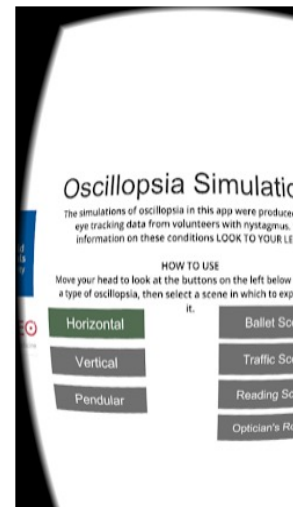 Oscillopsia Simulatio
The simulations of oscillopsia in this app were produced
eye tracking data from volunteers with nystagmus.
information on these conditions LOOK TO YOUR LE
HOW TO USE
Move your head to look at the buttons on the left below
a type of oscillopsia, then select a scene in which to exp
it.
Horizontal
Vertical
Pendular
Ballet Sc
Traffic Sc
Reading Sc
Optician's R